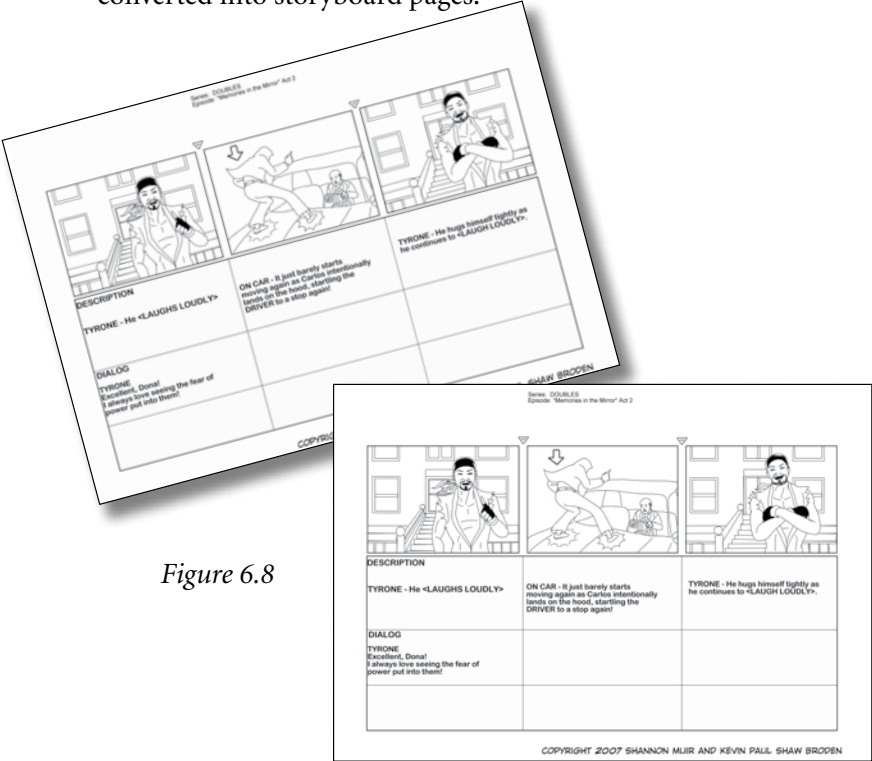 converted into storyboard pages.
Series: DOUBLES
Episode: "Memories in the Mirror" Act 2
DESCRIPTION
TYRONE - He <LAUGHS LOUDLY>
ON CAR - It just barely starts
moving again as Carlos intentionally
lands on the hood, startling the
DRIVER to a stop again!
TYRONE - He hugs himself tightly as
he continues to <LAUGH LOUDLY>.
DIALOG
TYRONE
Excellent, Dona!
I always love seeing the fear of
power put into them!
COPYRIG
SHAW BRODEN
Figure 6.8
Series: DOUBLES
Episode: "Memories in the Mirror" Act 2
DESCRIPTION
TYRONE - He <LAUGHS LOUDLY>
ON CAR - It just barely starts
moving again as Carlos intentionally
lands on the hood, startling the
DRIVER to a stop again!
TYRONE - He hugs himself tightly as
he continues to <LAUGH LOUDLY>.
DIALOG
TYRONE
Excellent, Dona!
I always love seeing the fear of
power put into them!
COPYRIGHT 2007 SHANNON MUIR AND KEVIN PAUL SHAW BRODEN